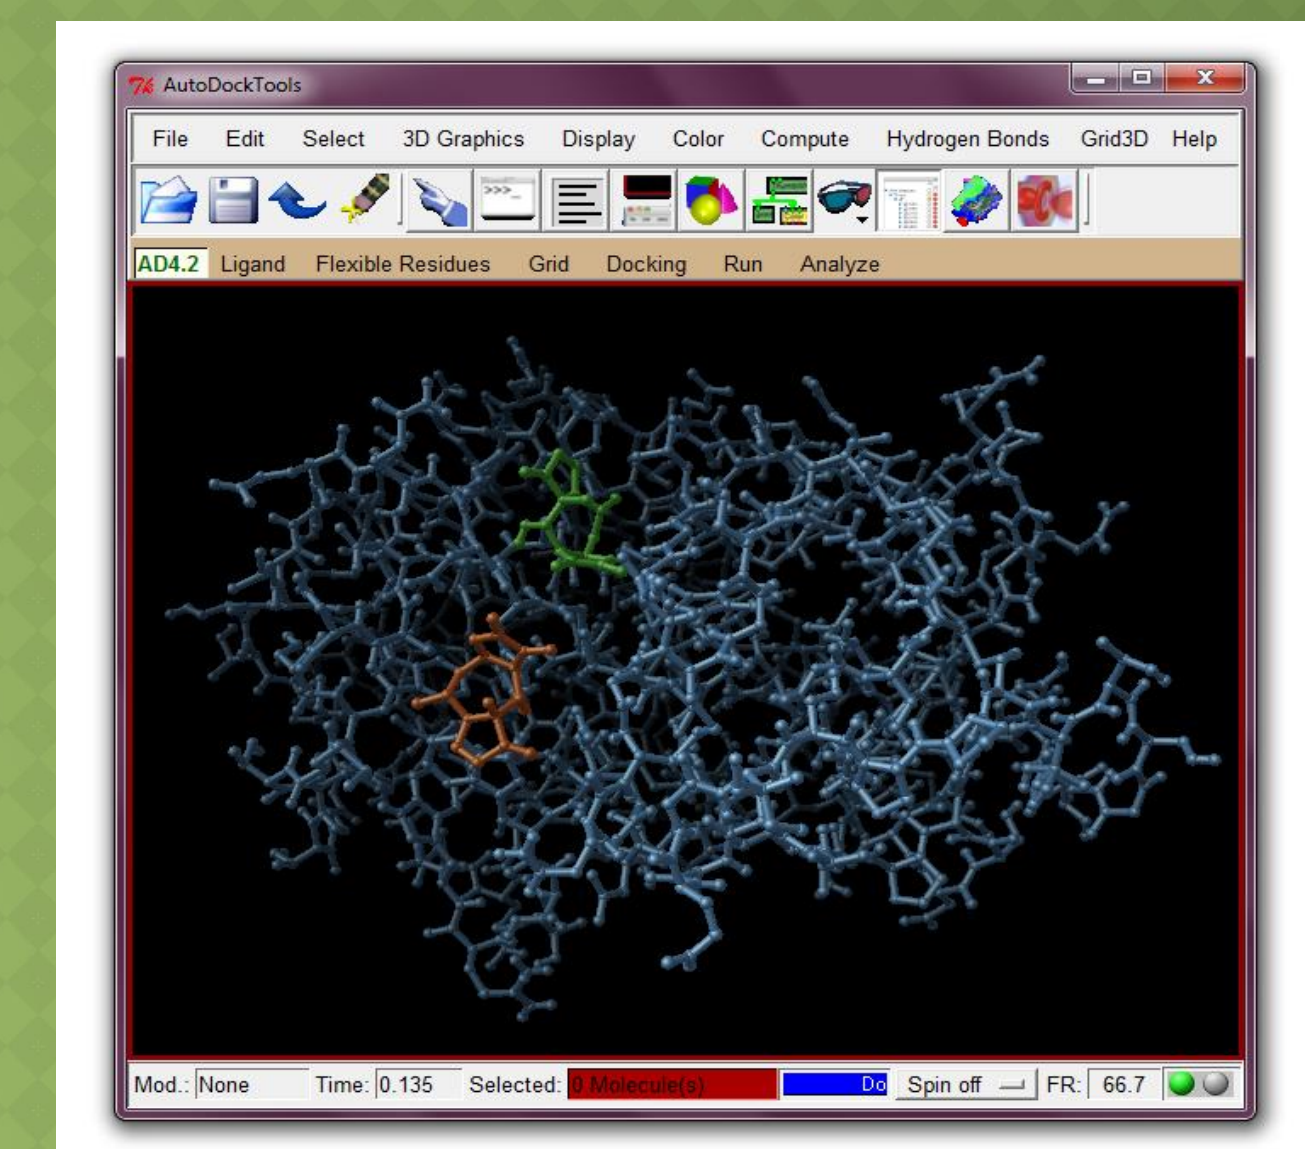 AutoDockTools
File Edit Select 3D Graphics Display Color Compute Hydrogen Bonds Grid3D Help
>>>_
AD4.2 Ligand Flexible Residues Grid Docking Run Analyze
Mod.: None Time: 0.135 Selected: 0 Molecule(s) Do Spin off FR: 66.7